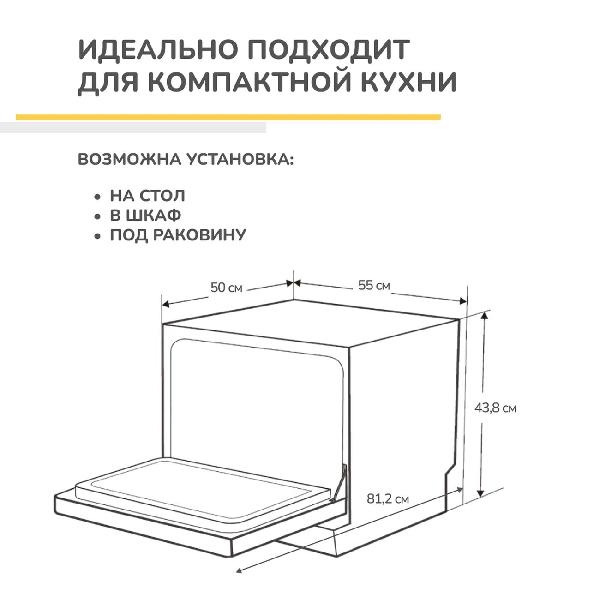 ИДЕАЛЬНО ПОДХОДИТ
ДЛЯ КОМПАКТНОЙ КУХНИ
ВОЗМОЖНА УСТАНОВКА:
• НА СТОЛ
• В ШКАФ
• ПОД РАКОВИНУ
50 см
55 см
43,8 см
81,2 см